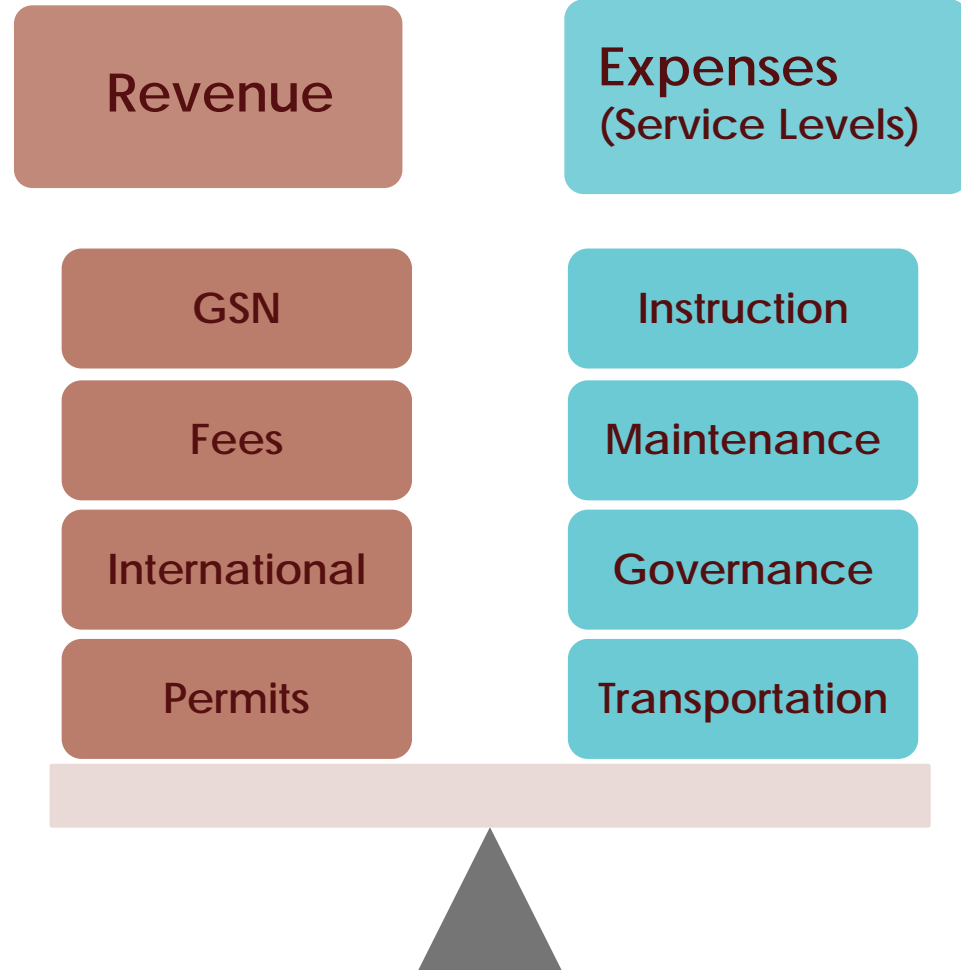 Revenue
Expenses
(Service Levels)
GSN
Instruction
Fees
Maintenance
International
Governance
Permits
Transportation